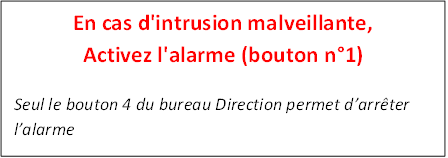 En cas d'intrusion malveillante,
Activez l'alarme (bouton n°1)
Seul le bouton 4 du bureau Direction permet d’arrêter
l’alarme